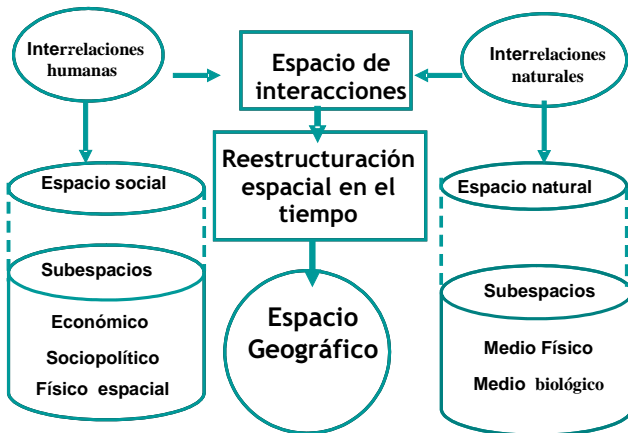 Interrelaciones
humanas
Espacio de
interacciones
Interrelaciones
naturales
Reestructuración
espacial en el
tiempo
Espacio social
Espacio natural
Subespacios
Económico
Sociopolítico
Físico espacial
Espacio
Geográfico
Subespacios
Medio Físico
Medio biológico